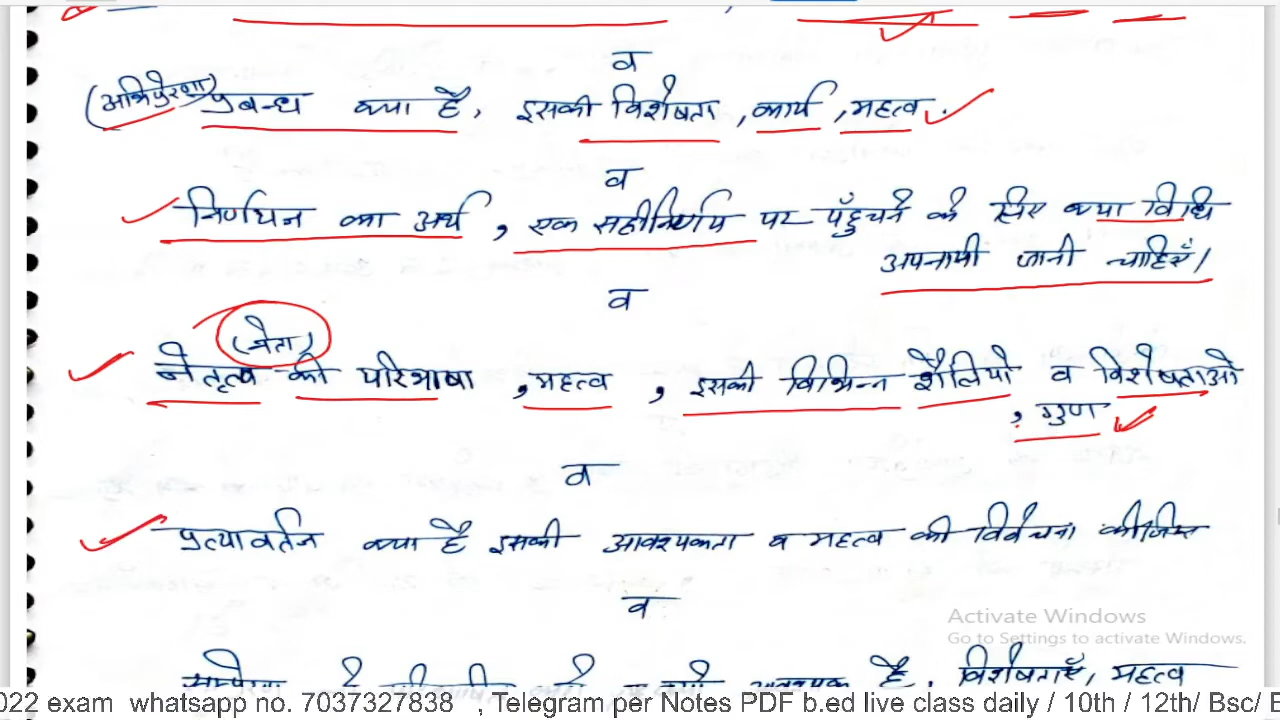 व
(अभिप्रेरणा) प्रबन्ध क्या है, इसकी विशेषता, कार्य, महत्व.
व
निर्णयन का अर्थ, एक सही निर्णय पर पहुँचने के लिए क्या विधि
अपनायी जानी चाहिएँ।
व
(नेता)
नेतृत्व की परिभाषा, महत्व, इसकी विभिन्न शैलियो व विशेषताओ
, गुण
व
प्रत्यावर्तन क्या है इसकी आवश्यकता व महत्व की विवेचना कीजिए
व
है, विशेषताएँ, महत्व
Activate Windows
Go to Settings to activate Windows.
022 exam whatsapp no. 7037327838 , Telegram per Notes PDF b.ed live class daily / 10th / 12th/ Bsc/